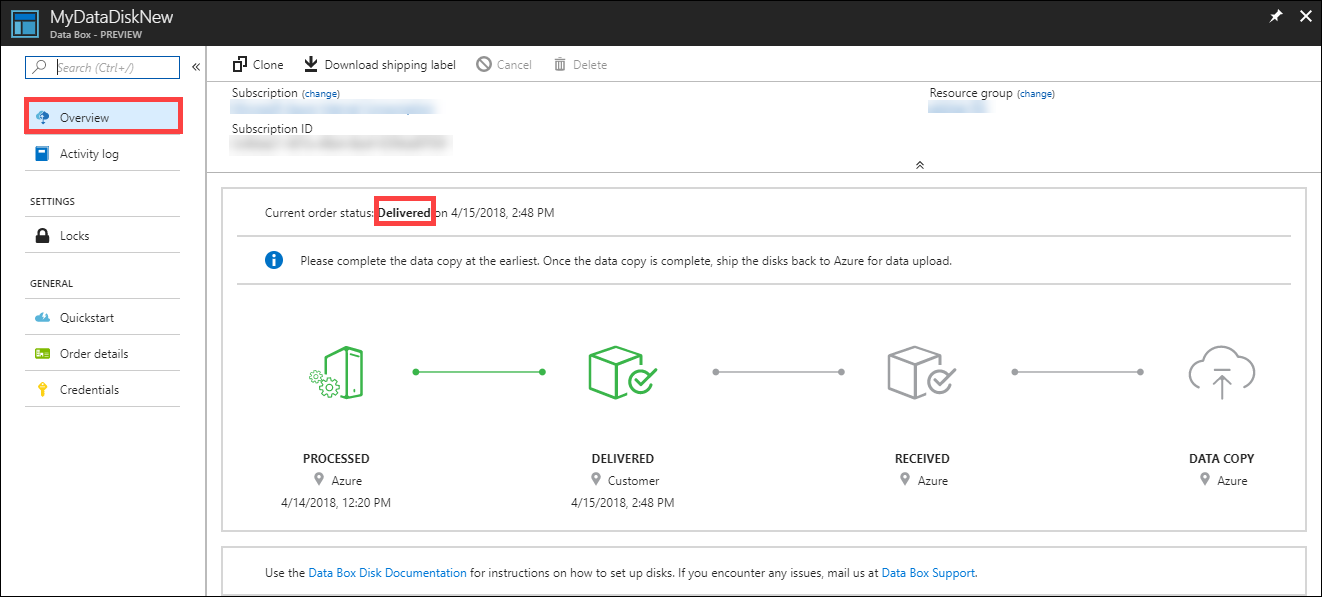 MyDataDiskNew
Data Box - PREVIEW
Search (Ctrl+/)
«
Overview
Activity log
SETTINGS
Locks
GENERAL
Quickstart
Order details
Credentials
Clone Download shipping label Cancel Delete
Subscription (change) Resource group (change)
Subscription ID
Current order status: Delivered on 4/15/2018, 2:48 PM
Please complete the data copy at the earliest. Once the data copy is complete, ship the disks back to Azure for data upload.
PROCESSED DELIVERED RECEIVED DATA COPY
Azure Customer Azure Azure
4/14/2018, 12:20 PM 4/15/2018, 2:48 PM
Use the Data Box Disk Documentation for instructions on how to set up disks. If you encounter any issues, mail us at Data Box Support.